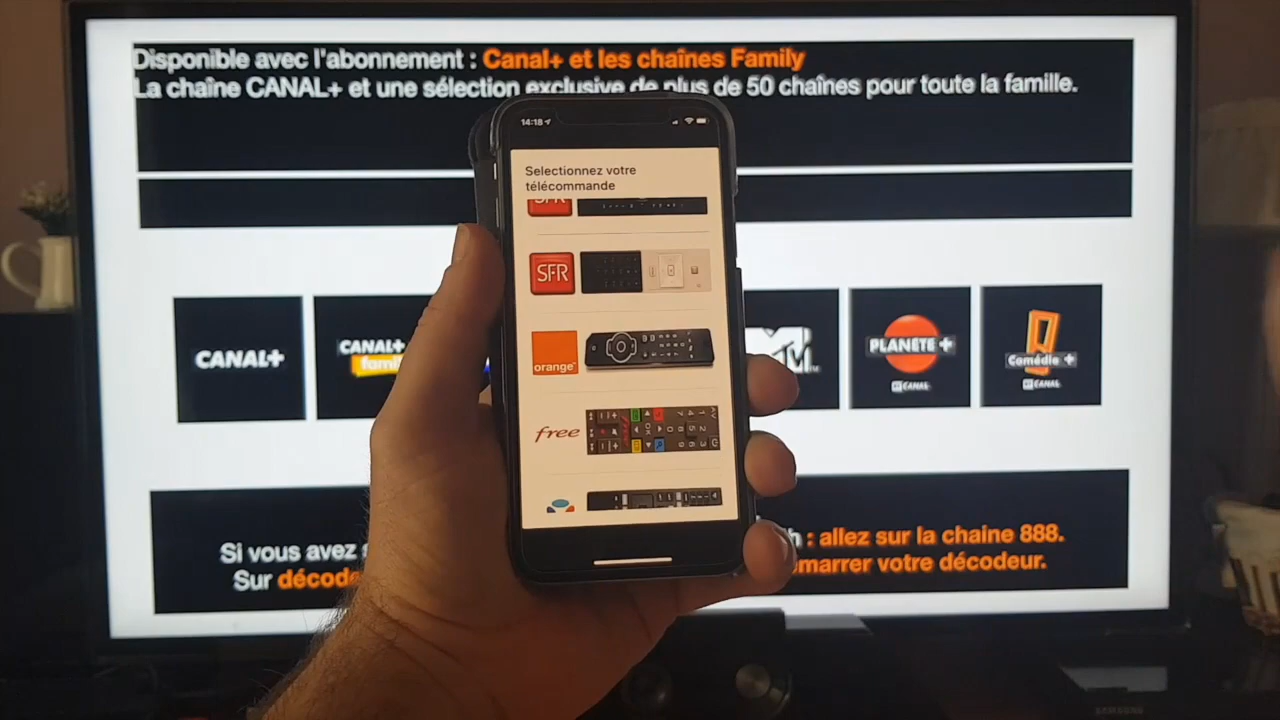 Disponible avec l'abonnement : Canal+ et les chaînes Family
La chaîne CANAL+ et une sélection exclusive de plus de 50 chaînes pour toute la famille.
14:18
Selectionnez votre
télécommande
SFR
SFR
orange
free
CANAL+
CANAL+
family
MTV
PLANETE +
CANAL
Comédie +
CANAL
Si vous avez
: allez sur la chaine 888.
Sur décod
marrer votre décodeur.
SAMSUNG